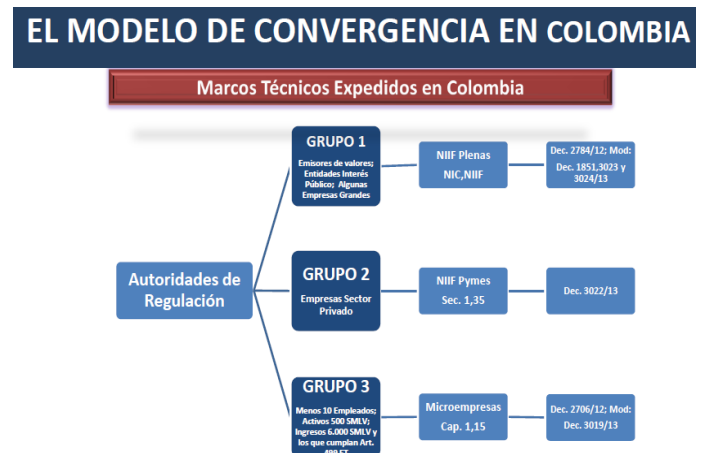 EL MODELO DE CONVERGENCIA EN COLOMBIA
Marcos Técnicos Expedidos en Colombia
GRUPO 1
Emisores de valores;
Entidades Interés
Público; Algunas
Empresas Grandes
NIIF Plenas
NIC,NIIF
Dec. 2784/12; Mod:
Dec. 1851,3023 y
3024/13
Autoridades de
Regulación
GRUPO 2
Empresas Sector
Privado
NIIF Pymes
Sec. 1,35
Dec. 3022/13
GRUPO 3
Menos 10 Empleados;
Activos 500 SMLV;
Ingresos 6.000 SMLV y
los que cumplan Art.
499 ET
Microempresas
Cap. 1,15
Dec. 2706/12; Mod:
Dec. 3019/13